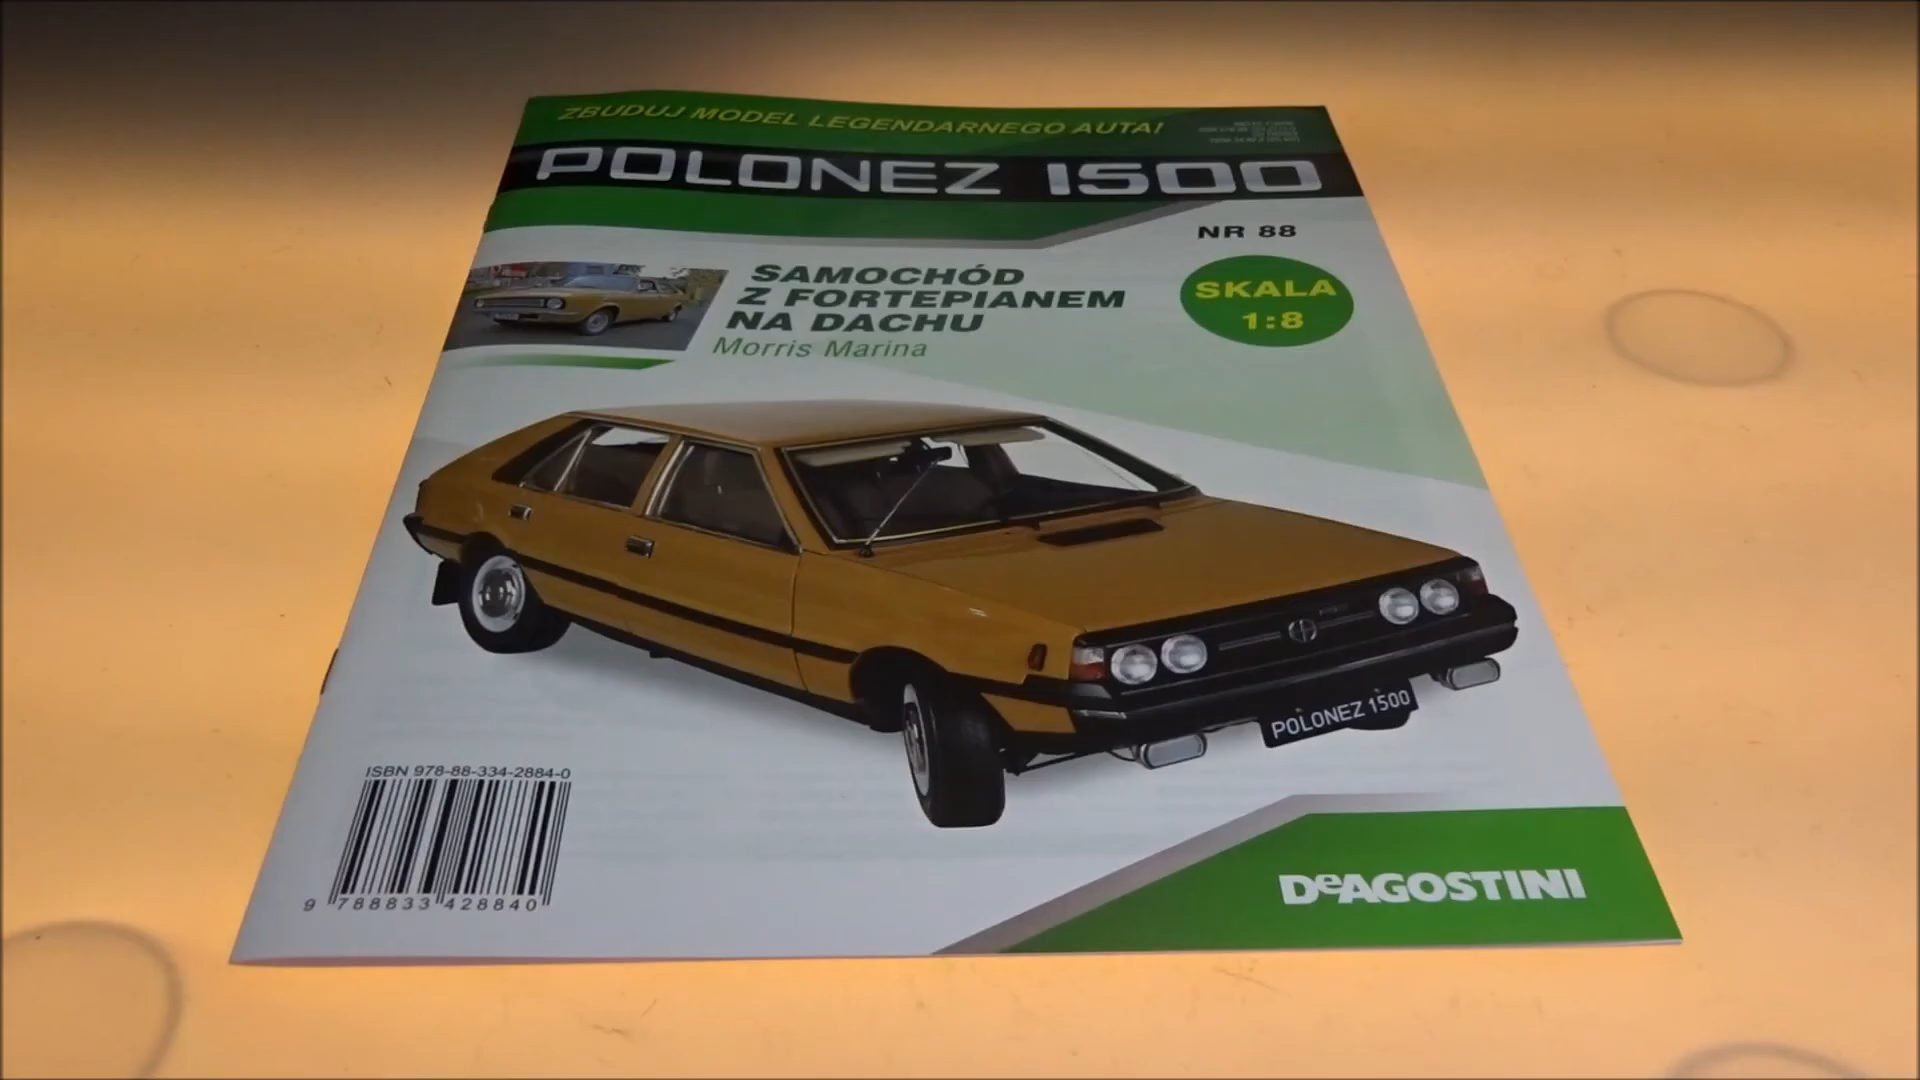 ZBUDUJ MODEL LEGENDARNEGO AUTA!
POLONEZ 1500
NR 88
SAMOCHÓD
Z FORTEPIANEM
NA DACHU
Morris Marina
SKALA
1:8
POLONEZ 1500
ISBN 978-88-334-2884-0
9 788833 428840
DeAGOSTINI